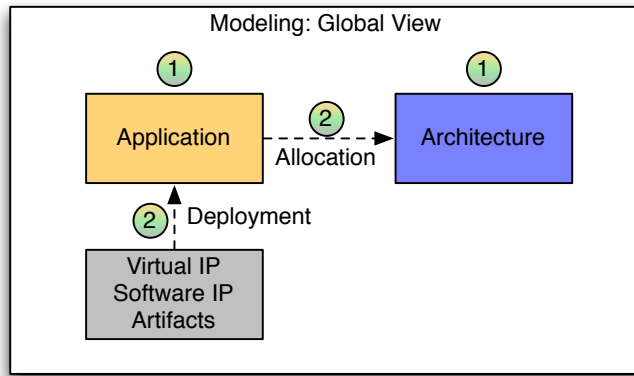 Modeling: Global View
1
1
Application
2
Architecture
Allocation
2
Deployment
Virtual IP
Software IP
Artifacts